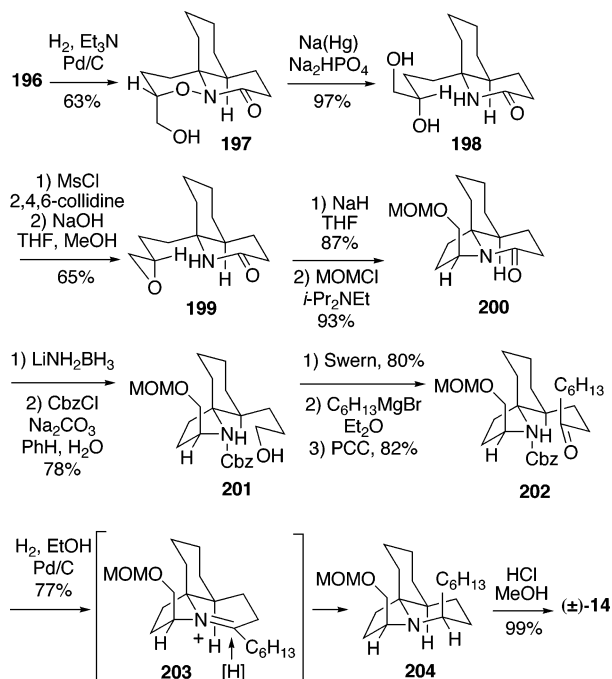 H2, Et3N
Pd/C
196
63%
H
O
N
H
O
OH
197
Na(Hg)
Na2HPO4
97%
OH
H
OH
HN
H
O
198
1) MsCl
2,4,6-collidine
2) NaOH
THF, MeOH
65%
H
O
HN
H
O
199
1) NaH
THF
87%
2) MOMCl
i-Pr2NEt
93%
MOMO
N
H
HO
200
1) LiNH2BH3
2) CbzCl
Na2CO3
PhH, H2O
78%
MOMO
H
NH
Cbz
OH
201
1) Swern, 80%
2) C6H13MgBr
Et2O
3) PCC, 82%
MOMO
C6H13
H
NH
O
Cbz
202
H2, EtOH
Pd/C
77%
MOMO
H
N
+
H
C6H13
203
[H]
MOMO
C6H13
H
N
H
H
204
HCl
MeOH
99%
(±)-14